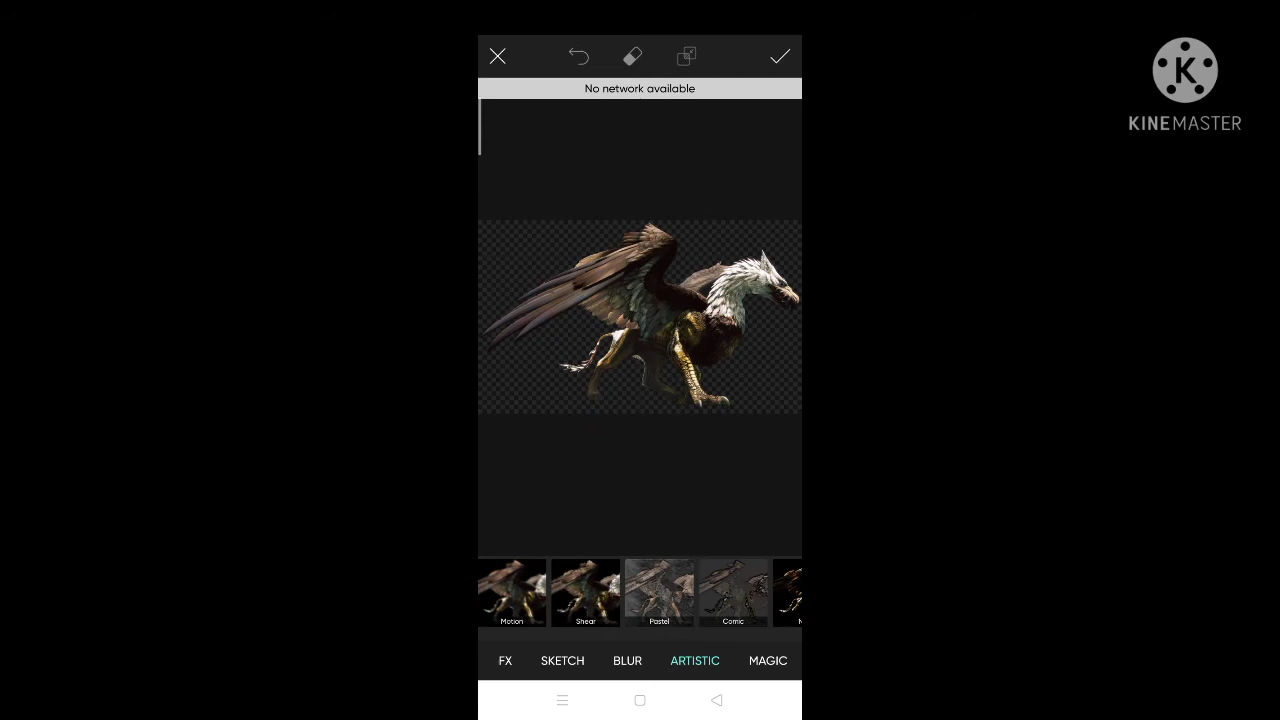 No network available
K
KINEMASTER
Motion
Shear
Pastel
Comic
FX
SKETCH
BLUR
ARTISTIC
MAGIC